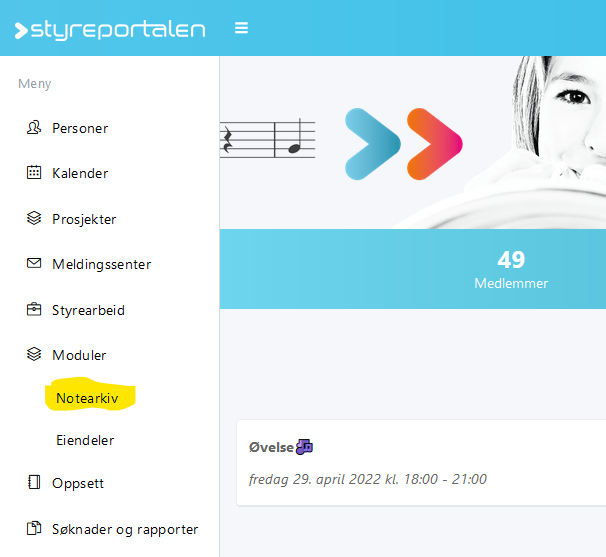 styreportalen
Meny
Personer
Kalender
Prosjekter
Meldingssenter
Styrearbeid
Moduler
Notearkiv
Eiendeler
Oppsett
Søknader og rapporter
49
Medlemmer
Øvelse
fredag 29. april 2022 kl. 18:00 - 21:00